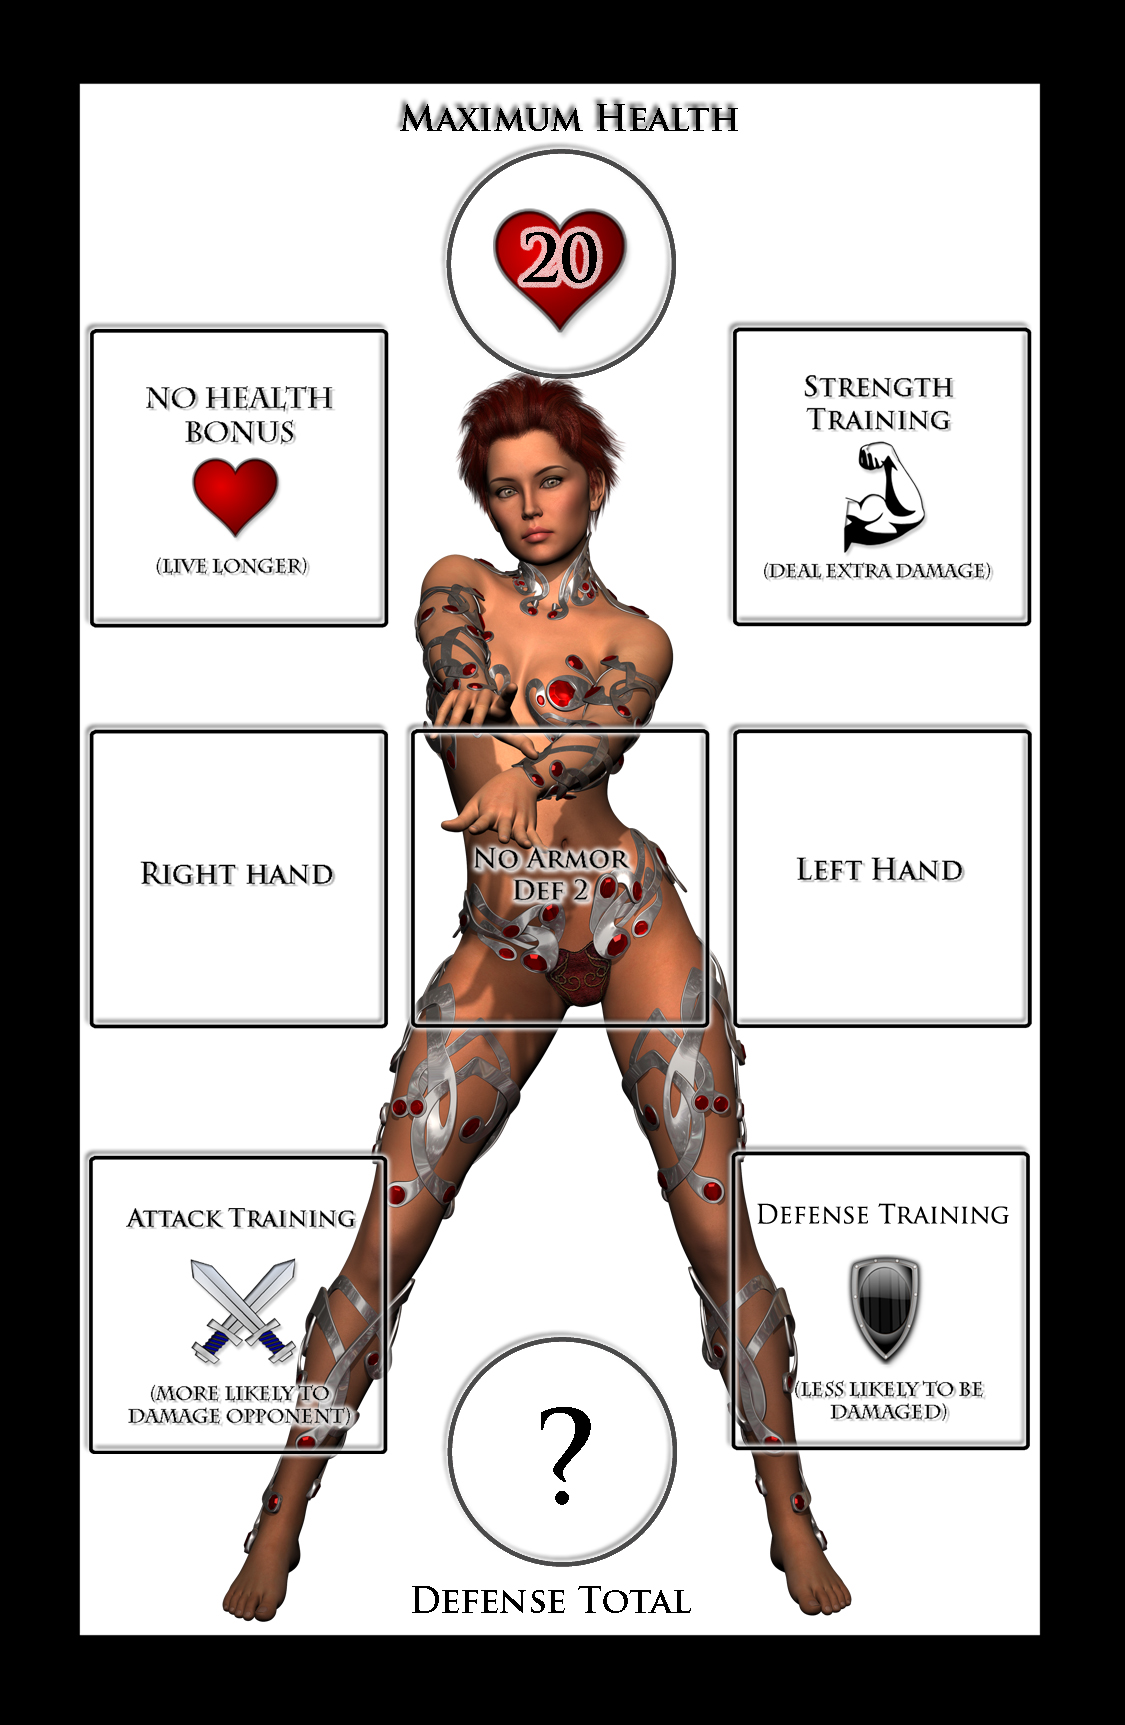 Maximum Health
20
No Health
Bonus
(Live Longer)
Strength
Training
(Deal Extra Damage)
Right hand
No Armor
Def 2
Left Hand
Attack Training
(More likely to
damage opponent)
Defense Training
(Less likely to be
damaged)
?
Defense Total